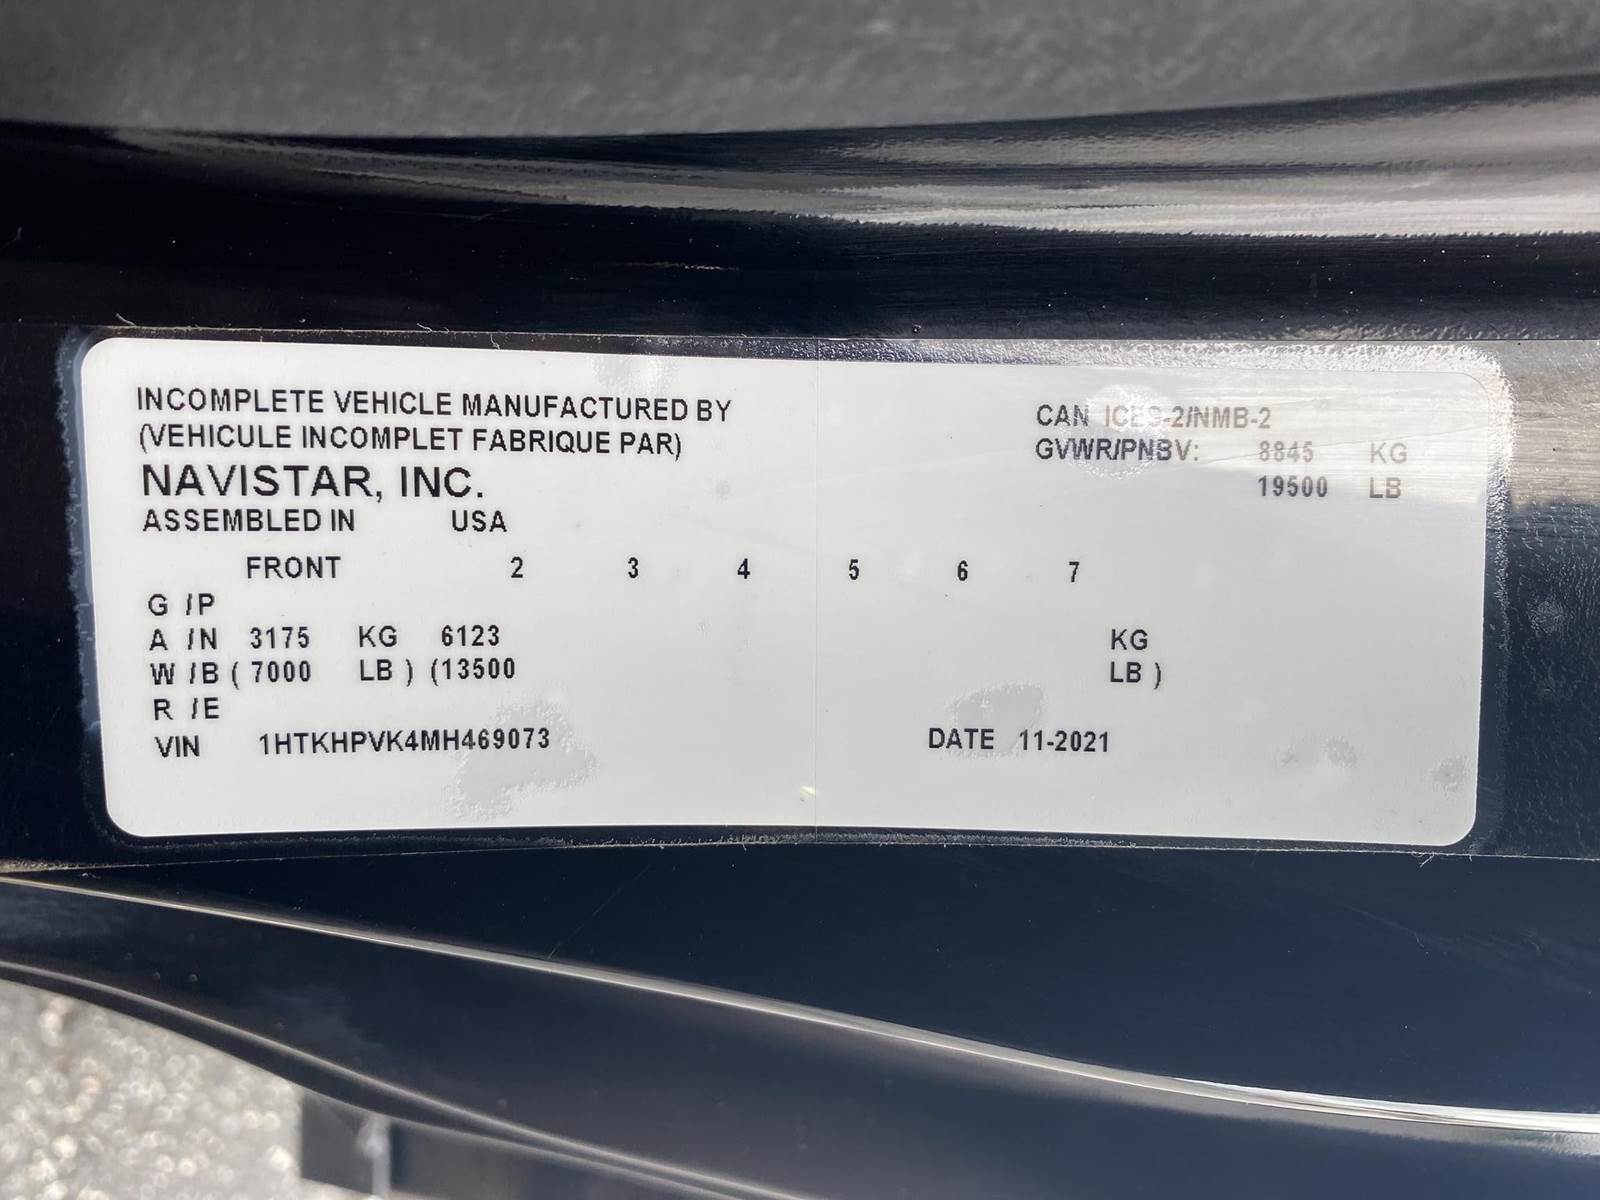 INCOMPLETE VEHICLE MANUFACTURED BY
(VEHICULE INCOMPLET FABRIQUE PAR)
NAVISTAR, INC.
ASSEMBLED IN USA
CAN ICES-2/NMB-2
GVWR/PNBV: 8845 KG
19500 LB
FRONT 2 3 4 5 6 7
G /P
A /N 3175 KG 6123 KG
W /B ( 7000 LB ) (13500 LB )
R /E
VIN 1HTKHPVK4MH469073 DATE 11-2021